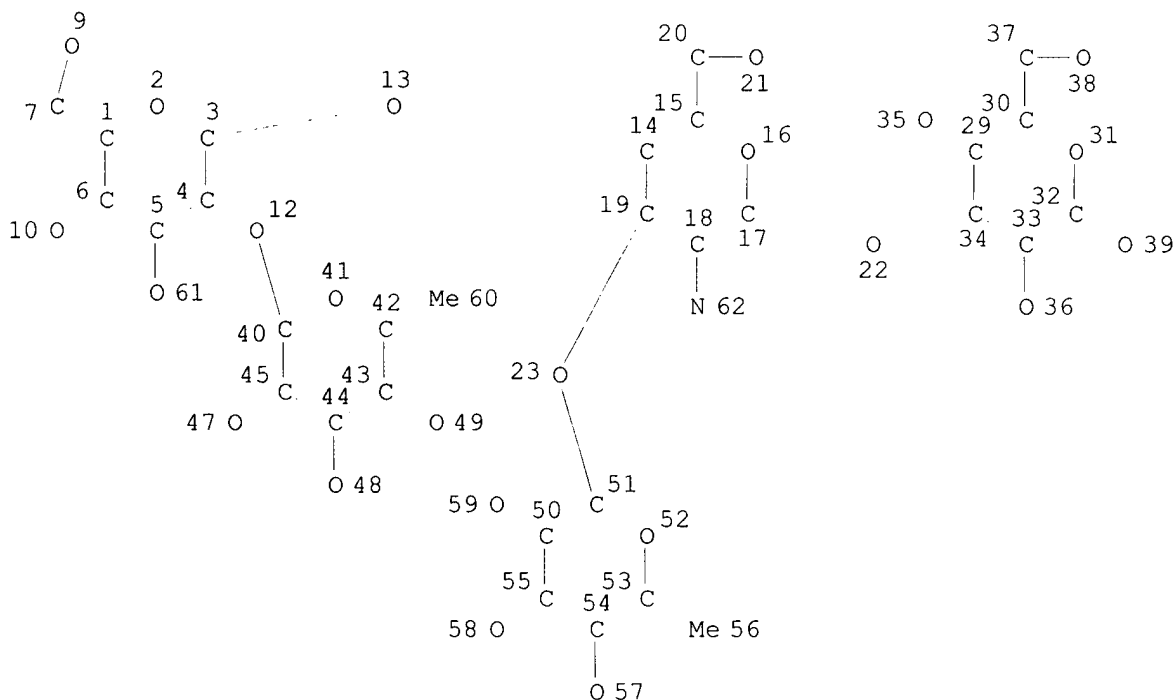 9 20 37
O C O C O
2 13 21 38
7 C 1 O 3 O 15 30
C C 14 C 35 O 29 C
C O 16 C O 31
6 4
C 5 C 12 19 C 18 C 32
10 O C O C 17 C 33 C
O 22 34 C O 39
41 O 61 42 N 62 O 36
O Me 60
40 C C
45 43 23 O
C 44 C
47 O C O 49
O 48 51
59 O 50 C 52
C O
55 53
C 54 C
58 O C Me 56
O 57